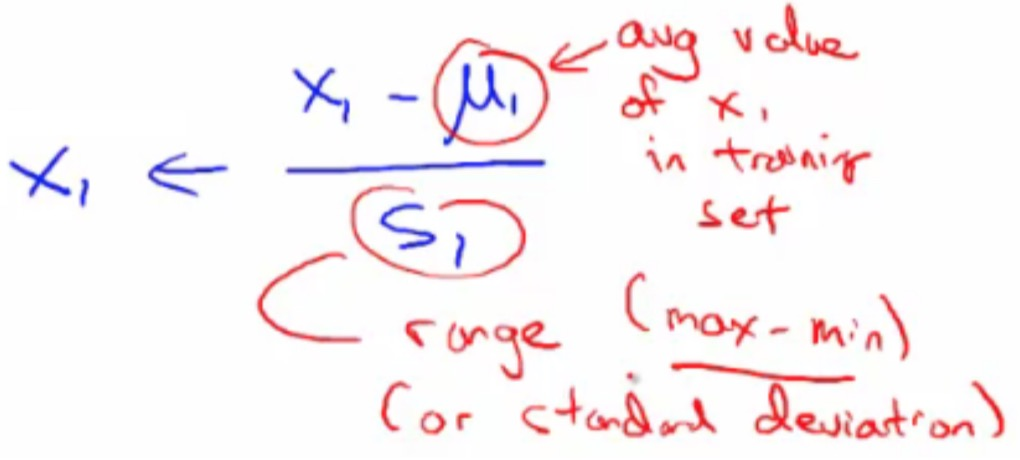 x₁ ← (x₁ - μ₁) / s₁
avg value
of x₁
in training
set
range (max - min)
(or standard deviation)